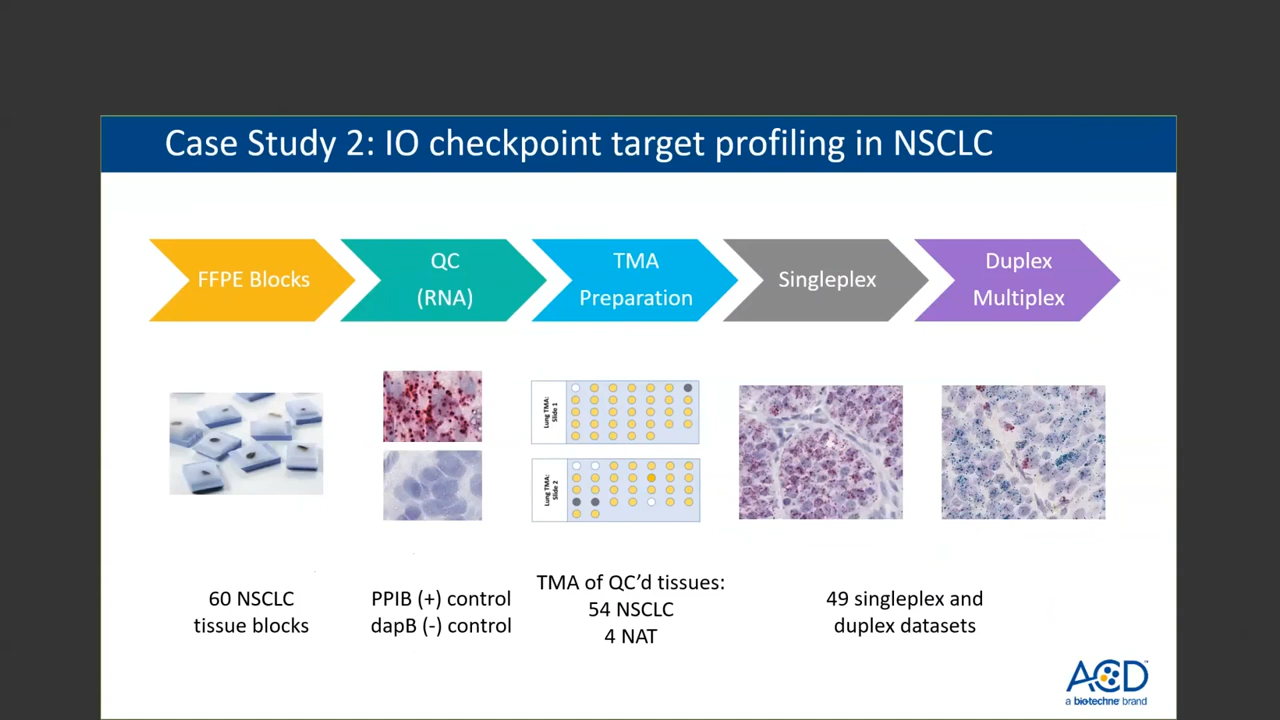 Case Study 2: IO checkpoint target profiling in NSCLC
FFPE Blocks
QC
(RNA)
TMA
Preparation
Singleplex
Duplex
Multiplex
Lung TMA:
Slide 1
Lung TMA:
Slide 2
60 NSCLC
tissue blocks
PPIB (+) control
dapB (-) control
TMA of QC'd tissues:
54 NSCLC
4 NAT
49 singleplex and
duplex datasets
ACD™
a biotechne brand